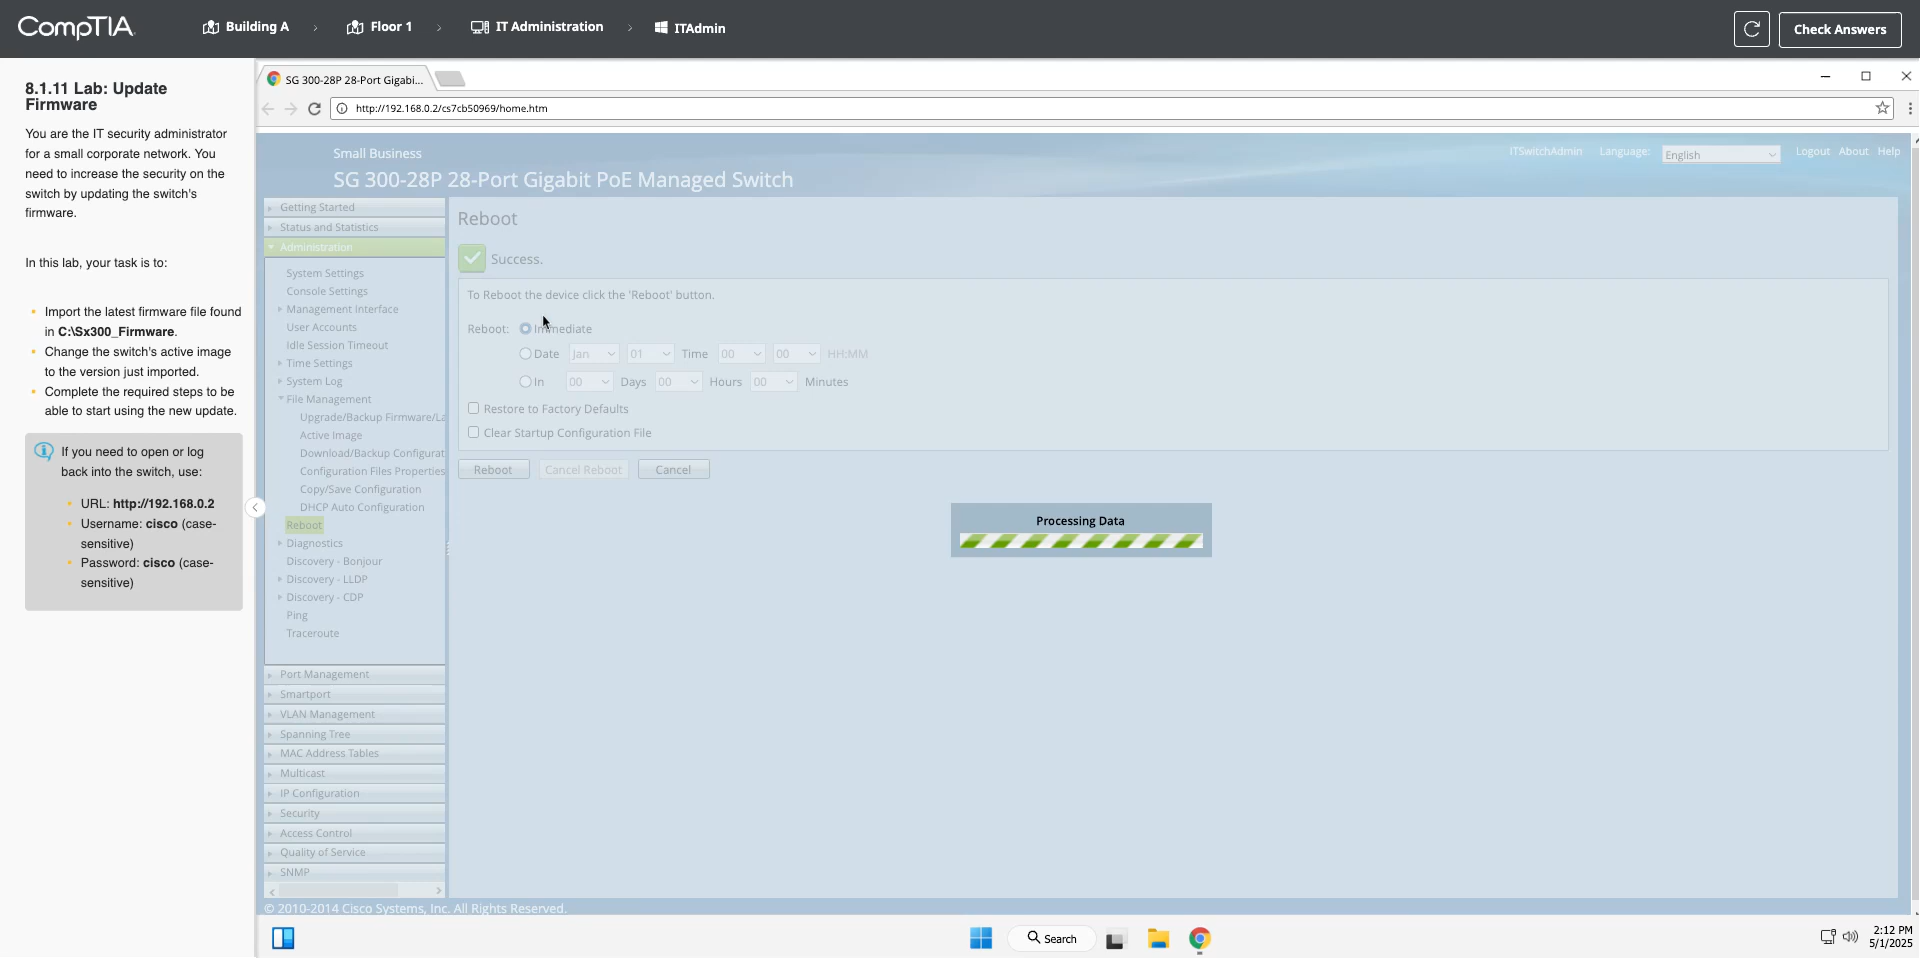 CompTIA.
Building A
Floor 1
IT Administration
ITAdmin
Check Answers
8.1.11 Lab: Update
Firmware
You are the IT security administrator
for a small corporate network. You
need to increase the security on the
switch by updating the switch's
firmware.
In this lab, your task is to:
Import the latest firmware file found
in C:\Sx300_Firmware.
Change the switch's active image
to the version just imported.
Complete the required steps to be
able to start using the new update.
If you need to open or log
back into the switch, use:
URL: http://192.168.0.2
Username: cisco (case-
sensitive)
Password: cisco (case-
sensitive)
SG 300-28P 28-Port Gigabi...
http://192.168.0.2/cs7cb50969/home.htm
Small Business
SG 300-28P 28-Port Gigabit PoE Managed Switch
ITSwitchAdmin
Language:
English
Logout
About
Help
Getting Started
Status and Statistics
Administration
System Settings
Console Settings
Management Interface
User Accounts
Idle Session Timeout
Time Settings
System Log
File Management
Upgrade/Backup Firmware/La
Active Image
Download/Backup Configurat
Configuration Files Properties
Copy/Save Configuration
DHCP Auto Configuration
Reboot
Diagnostics
Discovery - Bonjour
Discovery - LLDP
Discovery - CDP
Ping
Traceroute
Port Management
Smartport
VLAN Management
Spanning Tree
MAC Address Tables
Multicast
IP Configuration
Security
Access Control
Quality of Service
SNMP
Reboot
Success.
To Reboot the device click the 'Reboot' button.
Reboot: Immediate
Date Jan 01 Time 00 00 HH:MM
In 00 Days 00 Hours 00 Minutes
Restore to Factory Defaults
Clear Startup Configuration File
Reboot
Cancel Reboot
Cancel
Processing Data
© 2010-2014 Cisco Systems, Inc. All Rights Reserved.
Search
2:12 PM
5/1/2025